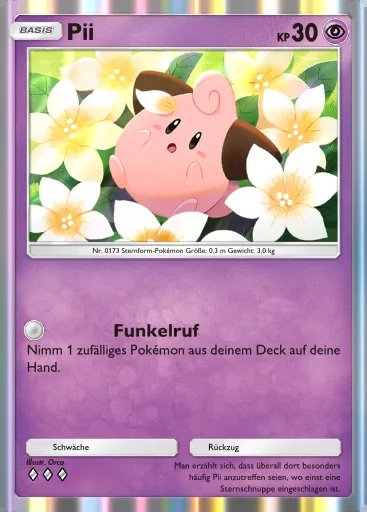 BASIS Pii KP 30
Nr. 0173 Sternform-Pokémon Größe: 0,3 m Gewicht: 3,0 kg
Funkelruf
Nimm 1 zufälliges Pokémon aus deinem Deck auf deine
Hand.
Schwäche Rückzug
Illustr. Orca
Man erzählt sich, dass überall dort besonders
häufig Pii anzutreffen seien, wo einst eine
Sternschnuppe eingeschlagen ist.